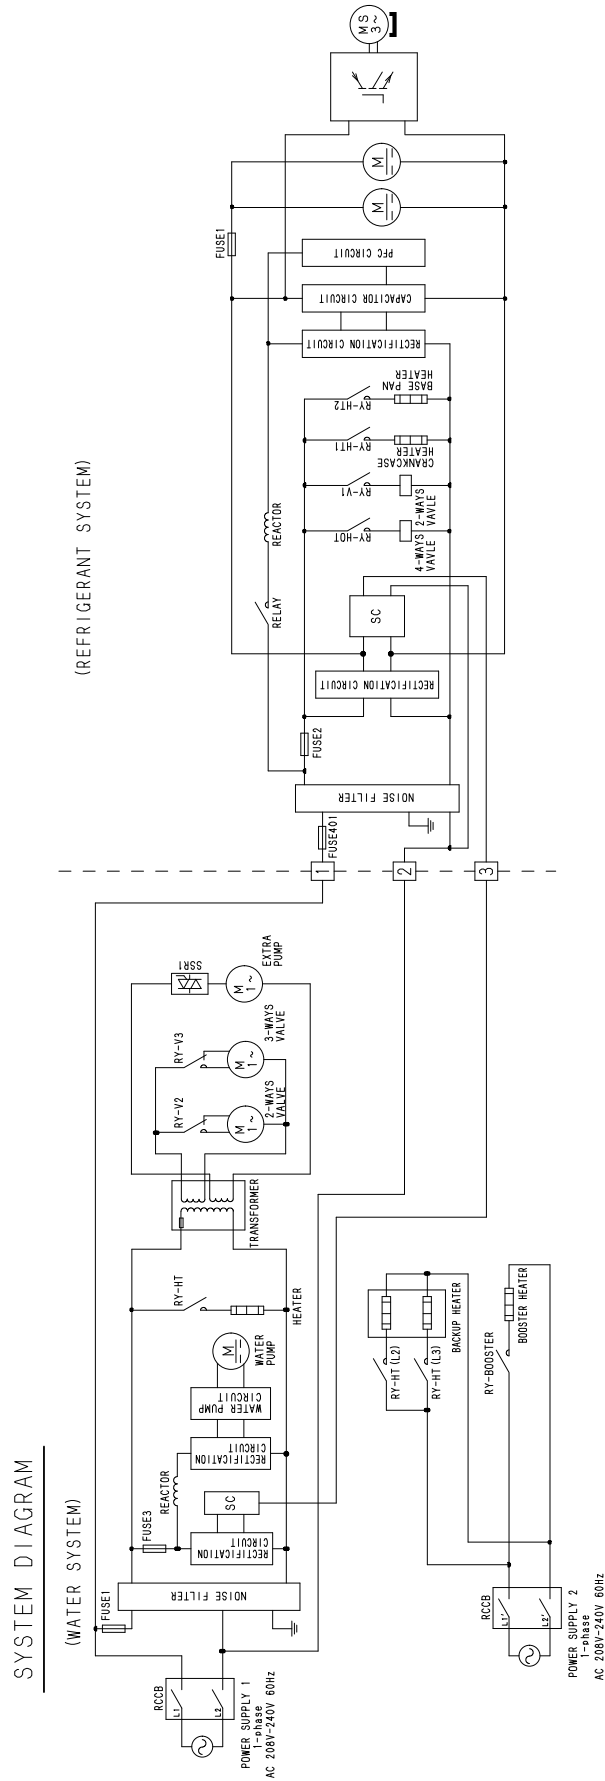 SYSTEM DIAGRAM
(WATER SYSTEM)
RCCB
L1
L2
POWER SUPPLY 1
1-phase
AC 208V-240V 60Hz
FUSE1
NOISE FILTER
FUSE3
RECTIFICATION
CIRCUIT
SC
REACTOR
RECTIFICATION
CIRCUIT
WATER PUMP
CIRCUIT
M
WATER
PUMP
RY-HT
HEATER
TRANSFORMER
RY-V2
M
1~
2-WAYS
VALVE
RY-V3
M
1~
3-WAYS
VALVE
SSR1
M
1~
EXTRA
PUMP
RCCB
L1'
L2'
POWER SUPPLY 2
1-phase
AC 208V-240V 60Hz
RY-HT(L2)
RY-HT(L3)
BACKUP HEATER
RY-BOOSTER
BOOSTER HEATER
1
2
3
(REFRIGERANT SYSTEM)
FUSE401
NOISE FILTER
FUSE2
RECTIFICATION
CIRCUIT
SC
RELAY
REACTOR
RY-HOT
4-WAYS
VAVLE
RY-V1
2-WAYS
VAVLE
RY-HT1
CRANKCASE
HEATER
RY-HT2
BASE PAN
HEATER
RECTIFICATION CIRCUIT
CAPACITOR CIRCUIT
PFC CIRCUIT
FUSE1
M
M
MS
3~